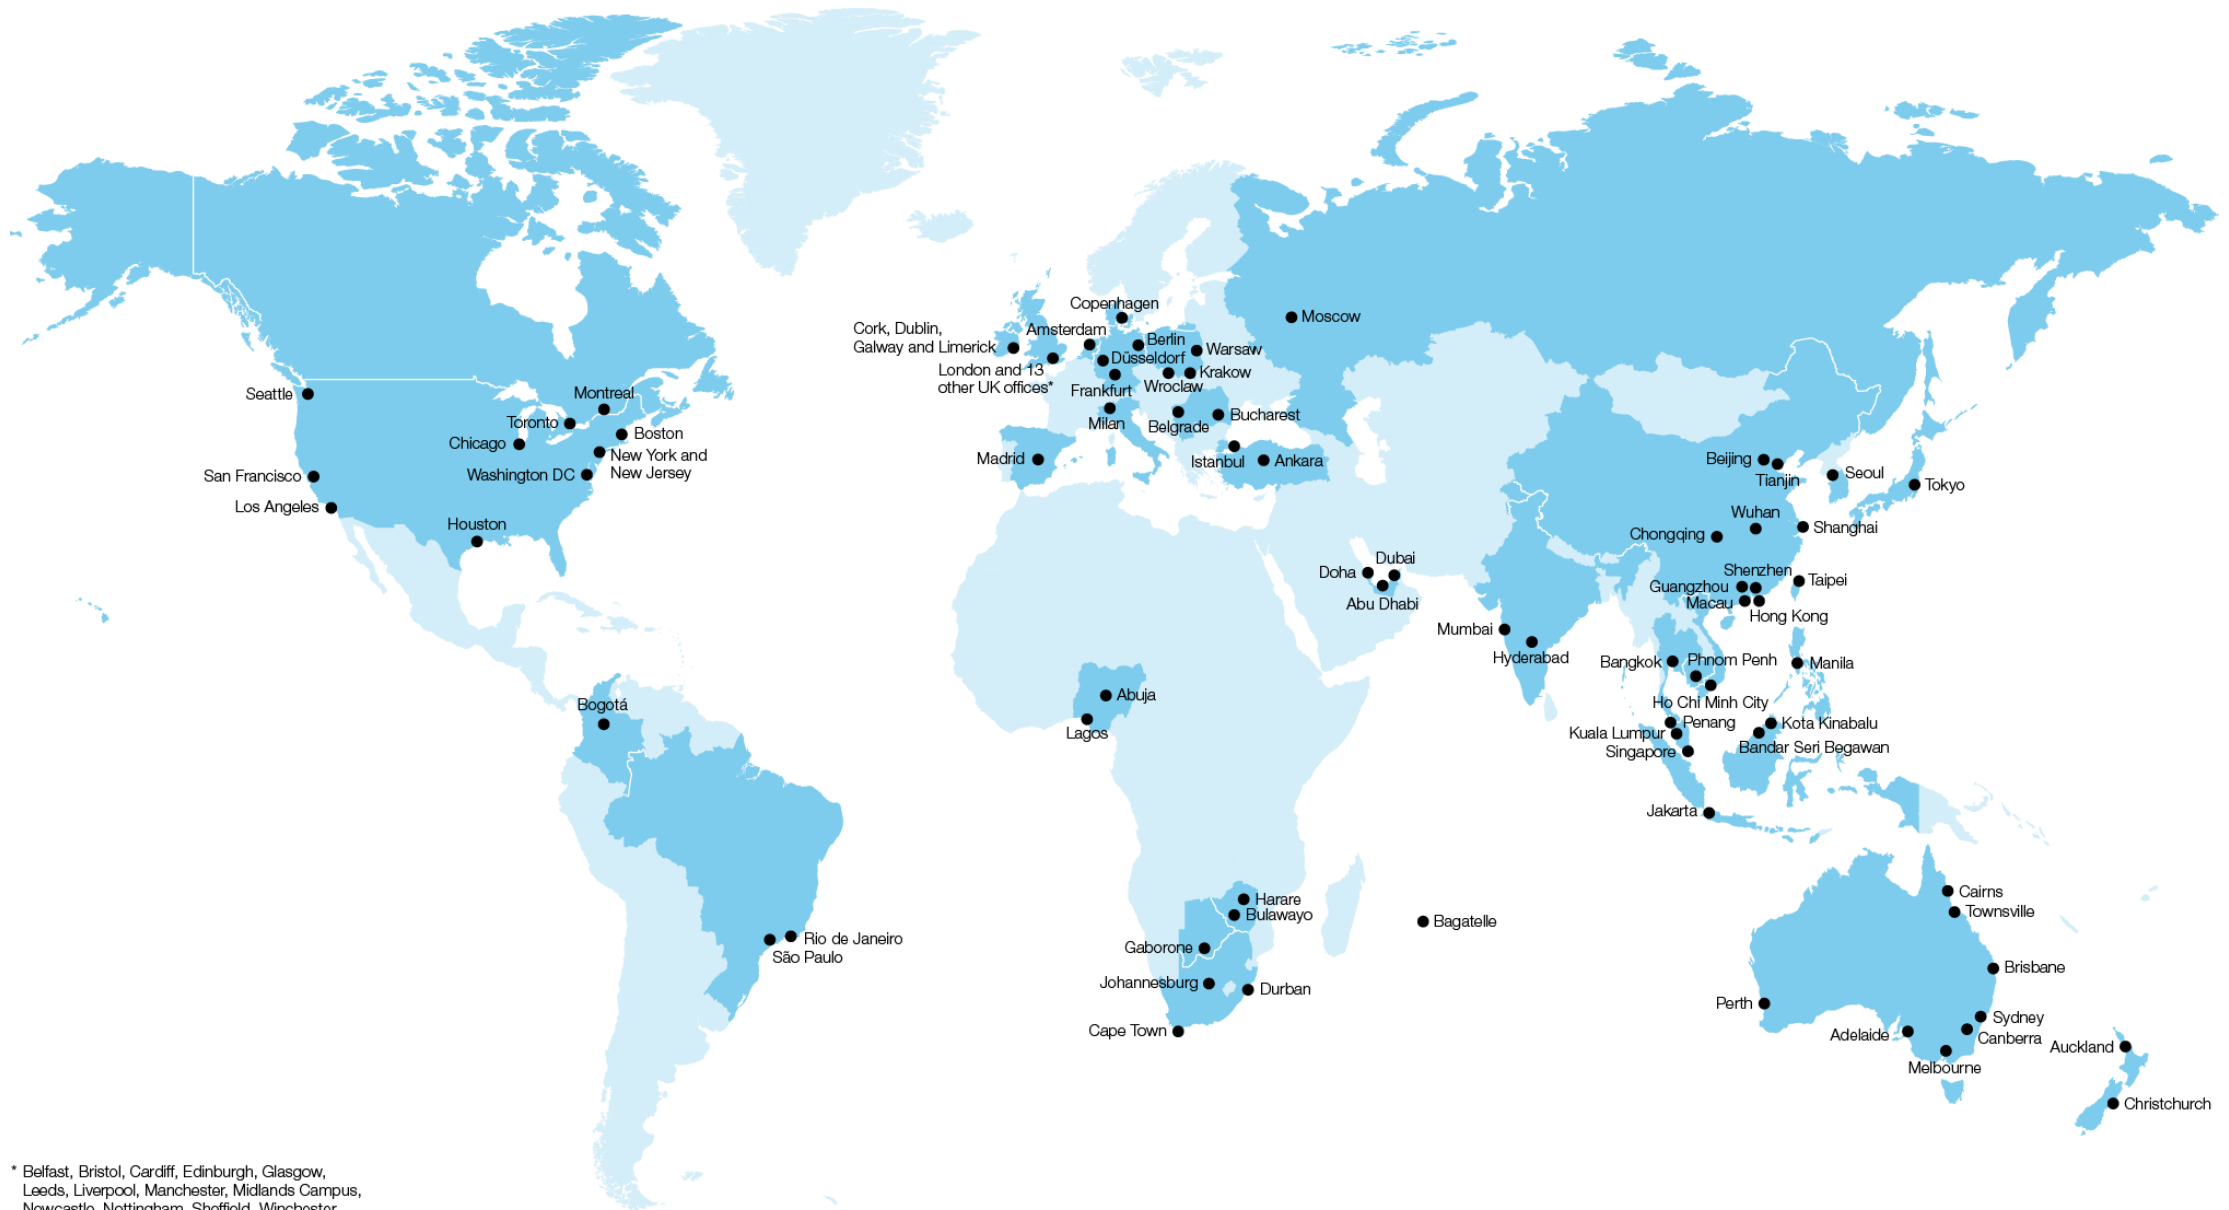 Copenhagen
Moscow
Cork, Dublin,
Galway and Limerick
Amsterdam
Berlin
Düsseldorf
Warsaw
London and 13
other UK offices*
Frankfurt
Wroclaw
Krakow
Seattle
Montreal
Toronto
Chicago
Boston
New York and
New Jersey
Washington DC
San Francisco
Los Angeles
Houston
Milan
Belgrade
Bucharest
Madrid
Istanbul
Ankara
Beijing
Tianjin
Seoul
Tokyo
Wuhan
Chongqing
Shanghai
Doha
Dubai
Abu Dhabi
Shenzhen
Guangzhou
Taipei
Macau
Hong Kong
Mumbai
Hyderabad
Bangkok
Phnom Penh
Manila
Ho Chi Minh City
Abuja
Lagos
Bogotá
Penang
Kota Kinabalu
Kuala Lumpur
Bandar Seri Begawan
Singapore
Jakarta
Harare
Bulawayo
Bagatelle
Gaborone
Johannesburg
Durban
Cape Town
Rio de Janeiro
São Paulo
Cairns
Townsville
Brisbane
Perth
Sydney
Adelaide
Canberra
Melbourne
Auckland
Christchurch
* Belfast, Bristol, Cardiff, Edinburgh, Glasgow,
Leeds, Liverpool, Manchester, Midlands Campus,
Newcastle, Nottingham, Sheffield, Winchester